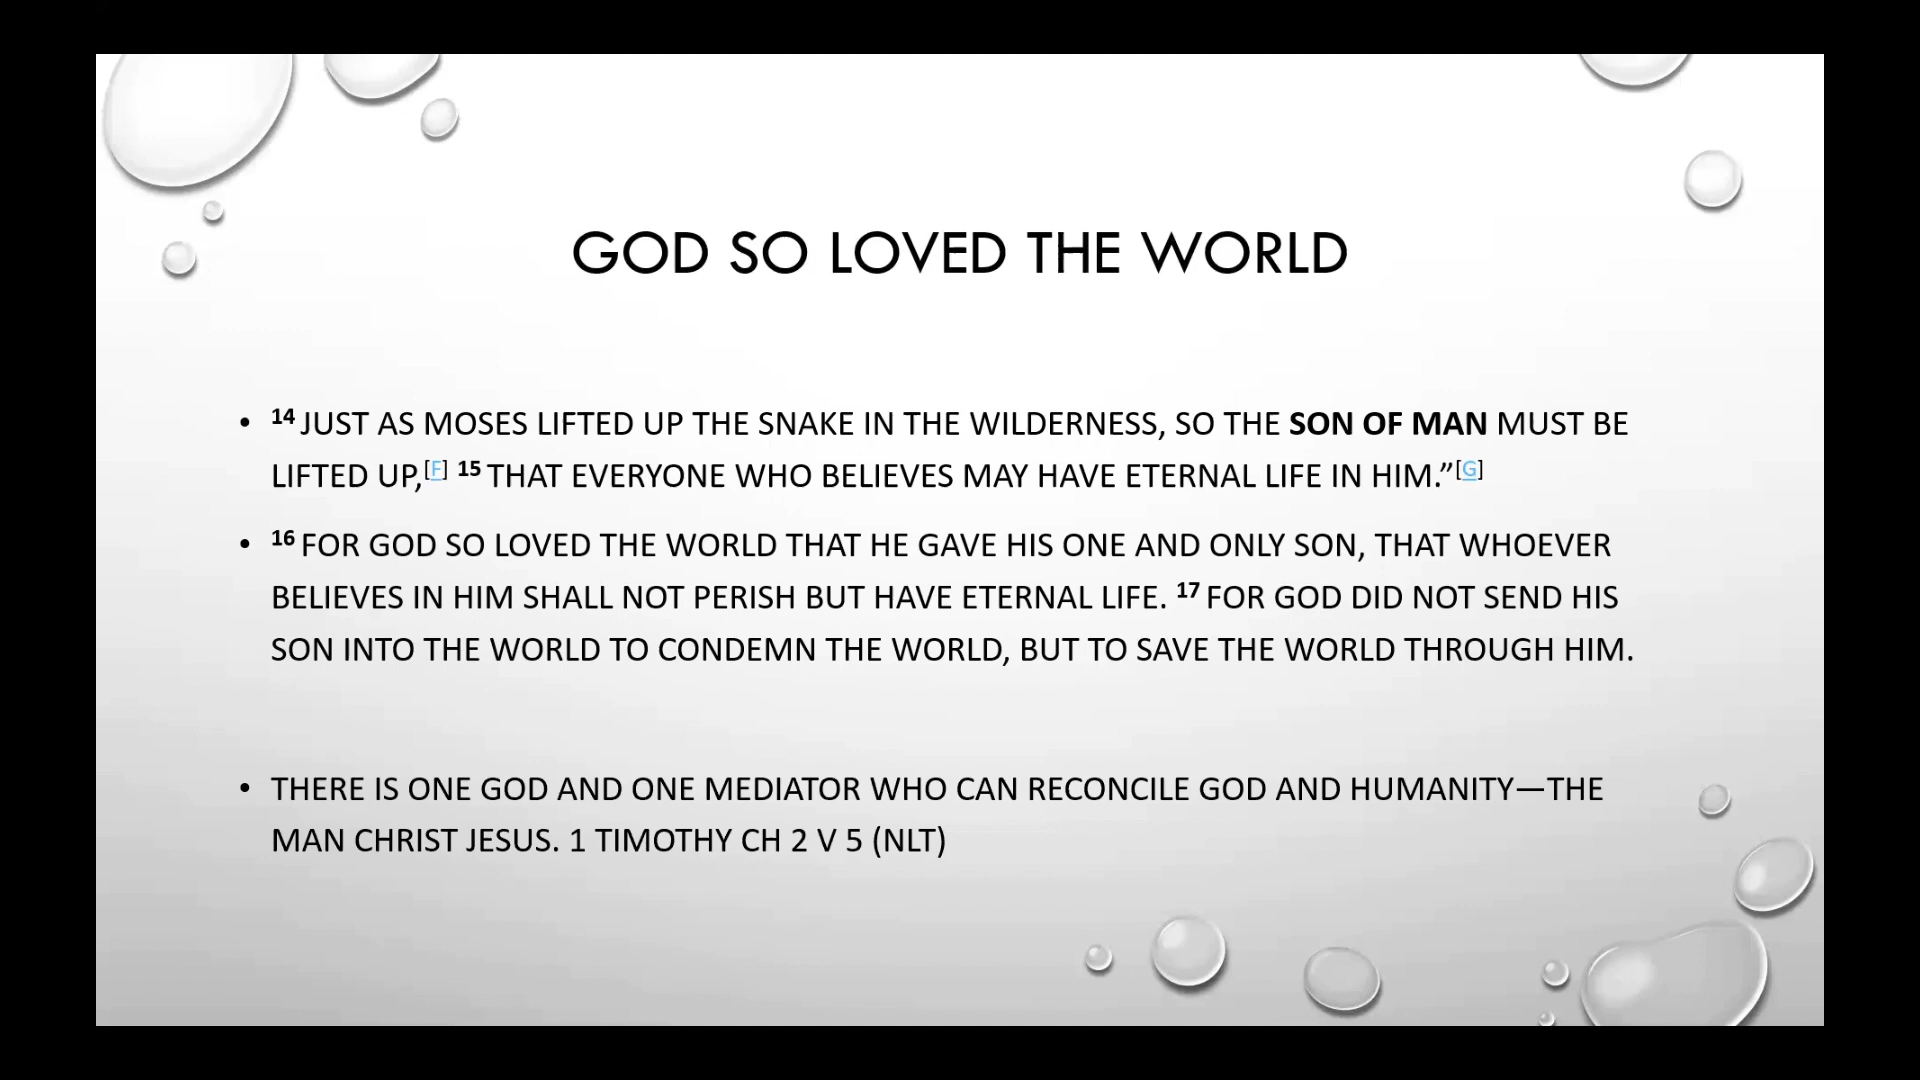 GOD SO LOVED THE WORLD
• 14 JUST AS MOSES LIFTED UP THE SNAKE IN THE WILDERNESS, SO THE SON OF MAN MUST BE
LIFTED UP,[F] 15 THAT EVERYONE WHO BELIEVES MAY HAVE ETERNAL LIFE IN HIM.”[G]
• 16 FOR GOD SO LOVED THE WORLD THAT HE GAVE HIS ONE AND ONLY SON, THAT WHOEVER
BELIEVES IN HIM SHALL NOT PERISH BUT HAVE ETERNAL LIFE. 17 FOR GOD DID NOT SEND HIS
SON INTO THE WORLD TO CONDEMN THE WORLD, BUT TO SAVE THE WORLD THROUGH HIM.
• THERE IS ONE GOD AND ONE MEDIATOR WHO CAN RECONCILE GOD AND HUMANITY—THE
MAN CHRIST JESUS. 1 TIMOTHY CH 2 V 5 (NLT)